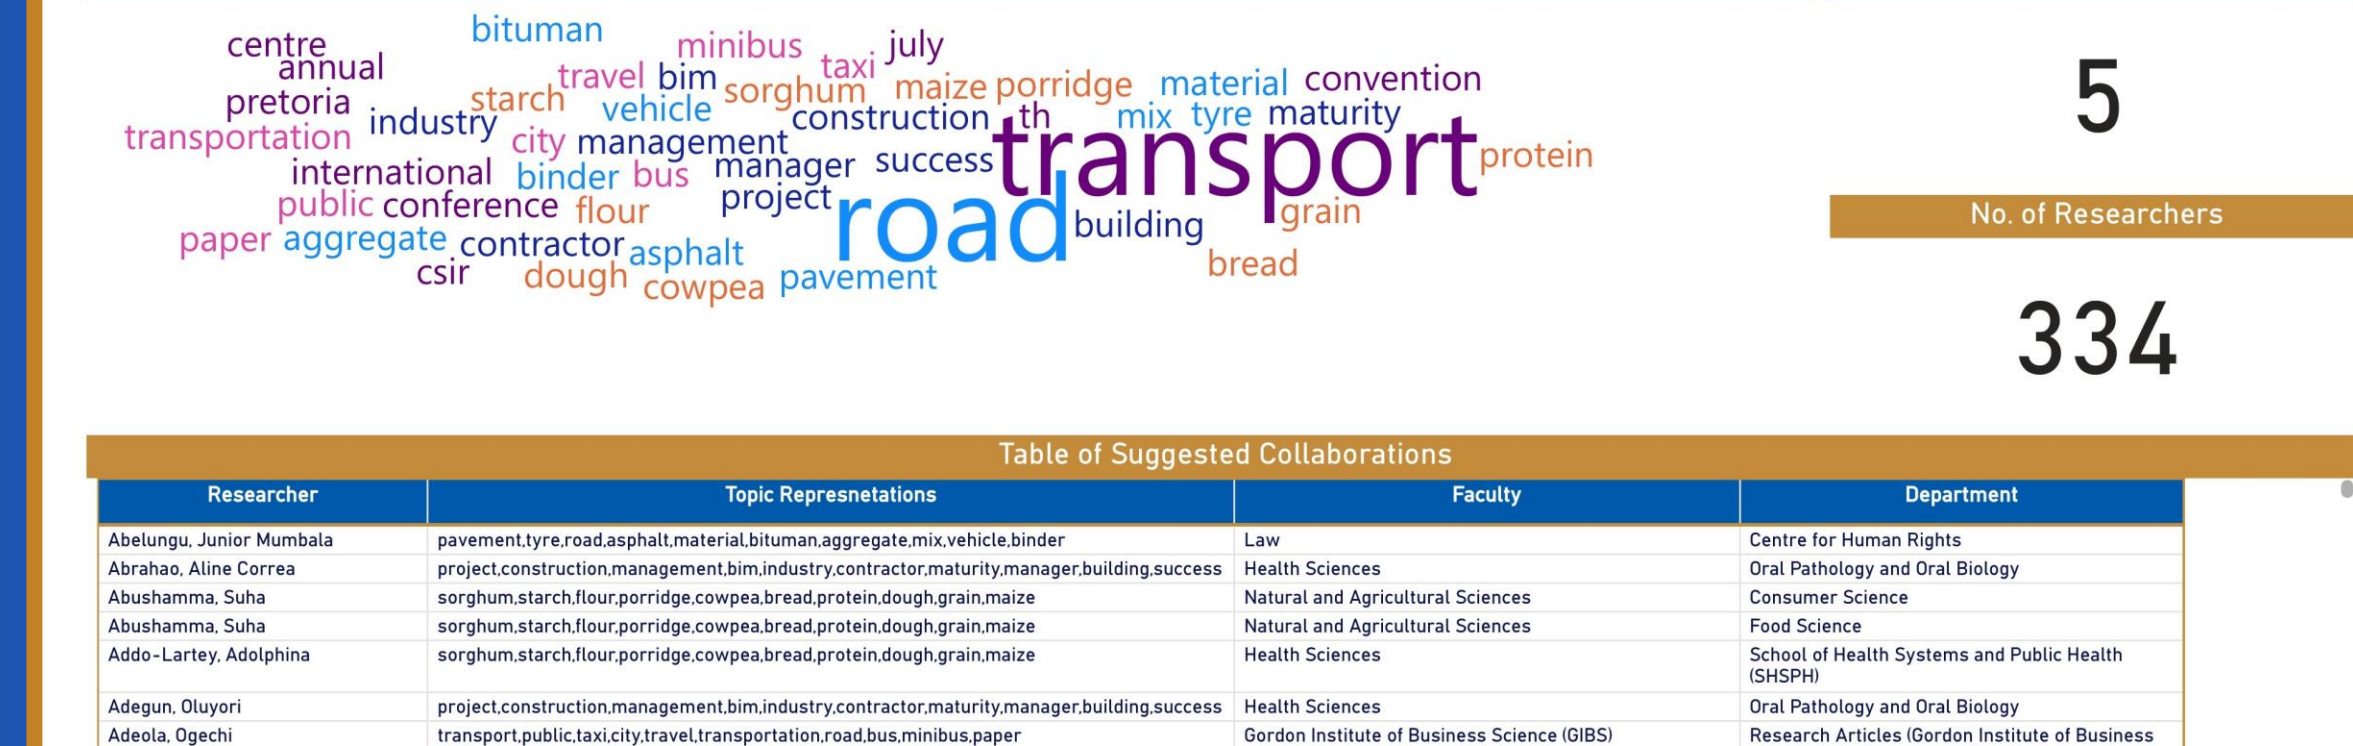 bituman
centre
minibus
july
annual
taxi
travel
bim
sorghum
maize
porridge
material
convention
pretoria
starch
vehicle
construction
th
mix
tyre
maturity
industry
transportation
city
management
transport
protein
international
binder
bus
manager
success
public
conference
flour
project
road
building
grain
paper
aggregate
contractor
asphalt
bread
csir
dough
cowpea
pavement
5
No. of Researchers
334
Table of Suggested Collaborations
Researcher Topic Represnetations Faculty Department
Abelungu, Junior Mumbala pavement,tyre,road,asphalt,material,bituman,aggregate,mix,vehicle,binder Law Centre for Human Rights
Abrahao, Aline Correa project,construction,management,bim,industry,contractor,maturity,manager,building,success Health Sciences Oral Pathology and Oral Biology
Abushamma, Suha sorghum,starch,flour,porridge,cowpea,bread,protein,dough,grain,maize Natural and Agricultural Sciences Consumer Science
Abushamma, Suha sorghum,starch,flour,porridge,cowpea,bread,protein,dough,grain,maize Natural and Agricultural Sciences Food Science
Addo-Lartey, Adolphina sorghum,starch,flour,porridge,cowpea,bread,protein,dough,grain,maize Health Sciences School of Health Systems and Public Health
(SHSPH)
Adegun, Oluyori project,construction,management,bim,industry,contractor,maturity,manager,building,success Health Sciences Oral Pathology and Oral Biology
Adeola, Ogechi transport,public,taxi,city,travel,transportation,road,bus,minibus,paper Gordon Institute of Business Science (GIBS) Research Articles (Gordon Institute of Business